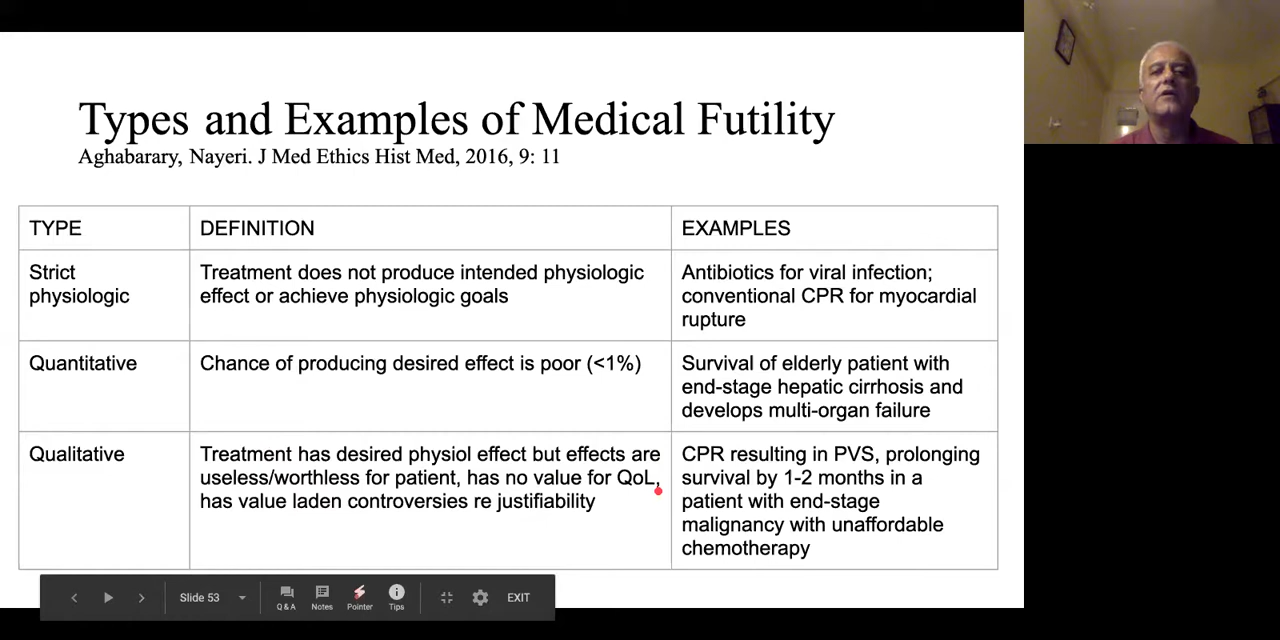 Types and Examples of Medical Futility
Aghabarary, Nayeri. J Med Ethics Hist Med, 2016, 9: 11
TYPE
DEFINITION
EXAMPLES
Strict
physiologic
Treatment does not produce intended physiologic
effect or achieve physiologic goals
Antibiotics for viral infection;
conventional CPR for myocardial
rupture
Quantitative
Chance of producing desired effect is poor (<1%)
Survival of elderly patient with
end-stage hepatic cirrhosis and
develops multi-organ failure
Qualitative
Treatment has desired physiol effect but effects are
useless/worthless for patient, has no value for QoL,
has value laden controversies re justifiability
CPR resulting in PVS, prolonging
survival by 1-2 months in a
patient with end-stage
malignancy with unaffordable
chemotherapy
Slide 53
Q & A
Notes
Pointer
Tips
EXIT